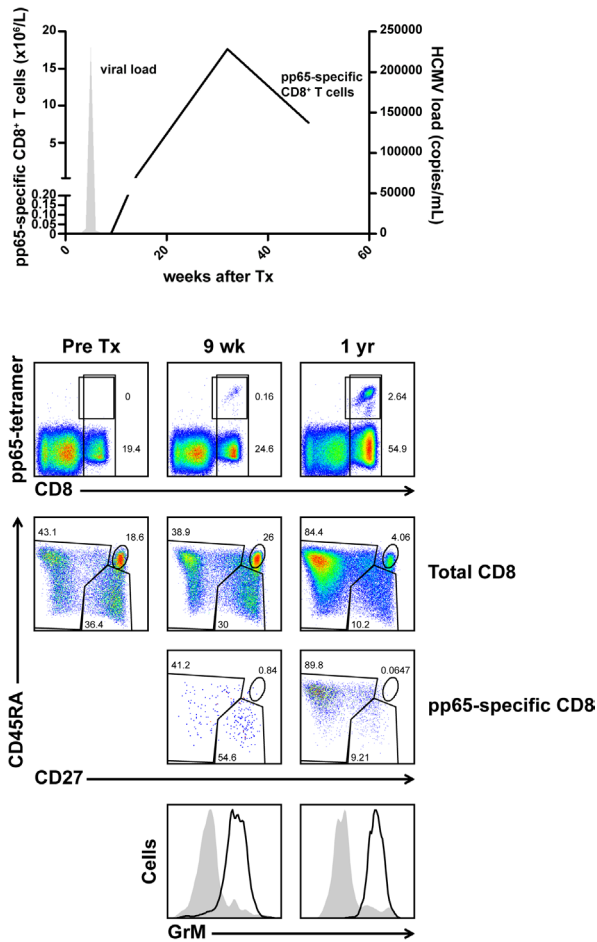 pp65-specific CD8⁺ T cells (x10⁶/L)
20
15
10
5
0.20
0.15
0.10
0.05
0
viral load
pp65-specific
CD8⁺ T cells
250000
200000
150000
100000
50000
0
HCMV load (copies/mL)
0
20
40
60
weeks after Tx
Pre Tx
9 wk
1 yr
pp65-tetramer
0
19.4
0.16
24.6
2.64
54.9
CD8
43.1
18.6
36.4
38.9
26
30
84.4
4.06
10.2
Total CD8
41.2
0.84
54.6
89.8
0.0647
9.21
pp65-specific CD8
CD45RA
CD27
Cells
GrM